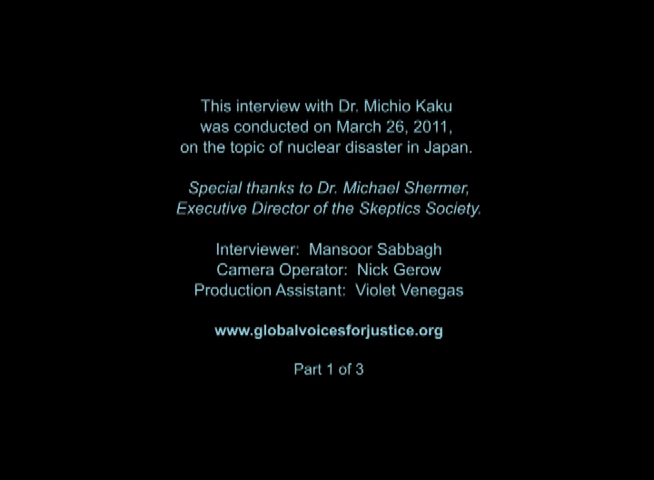 This interview with Dr. Michio Kaku
was conducted on March 26, 2011,
on the topic of nuclear disaster in Japan.
Special thanks to Dr. Michael Shermer,
Executive Director of the Skeptics Society.
Interviewer: Mansoor Sabbagh
Camera Operator: Nick Gerow
Production Assistant: Violet Venegas
www.globalvoicesforjustice.org
Part 1 of 3